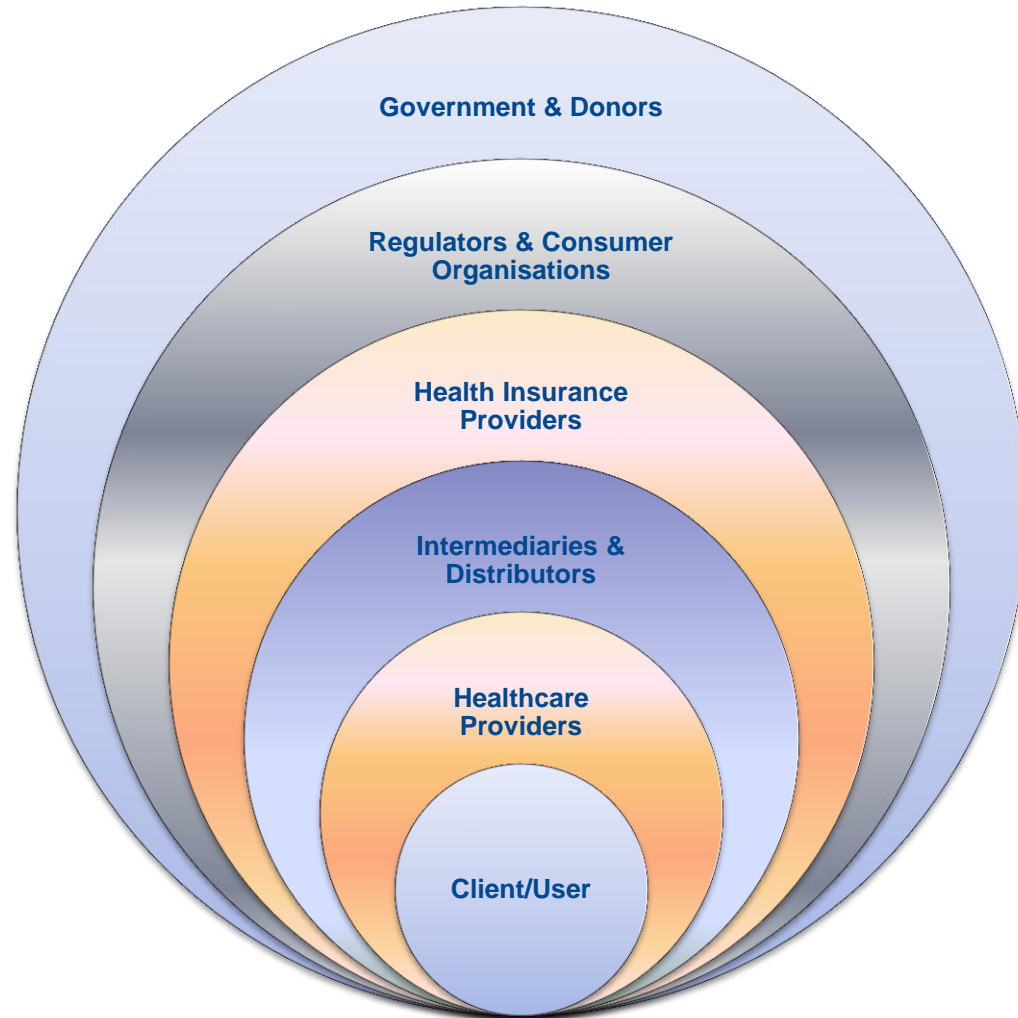 Government & Donors
Regulators & Consumer
Organisations
Health Insurance
Providers
Intermediaries &
Distributors
Healthcare
Providers
Client/User